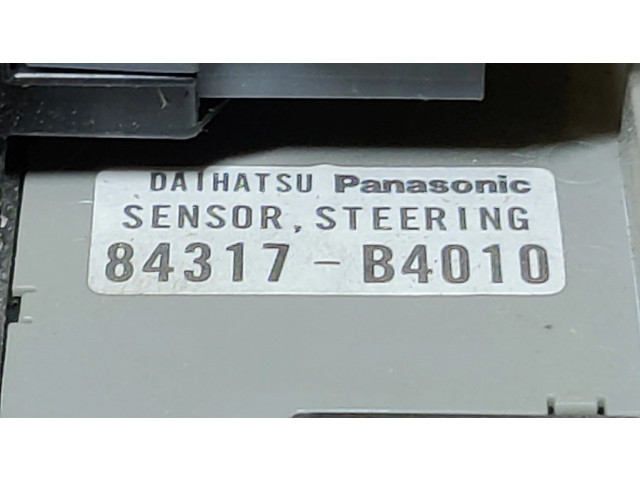 DAIHATSU Panasonic
SENSOR, STEERING
84317-B4010